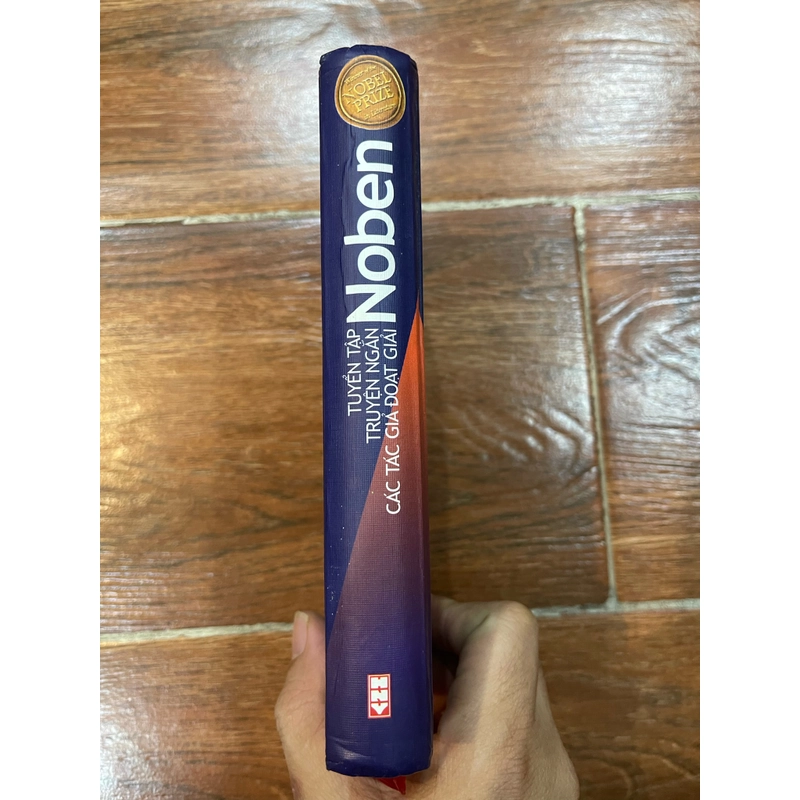 NOBEL
PRIZE
TUYỂN TẬP
TRUYỆN NGẮN
CÁC TÁC GIẢ ĐOẠT GIẢI
Noben